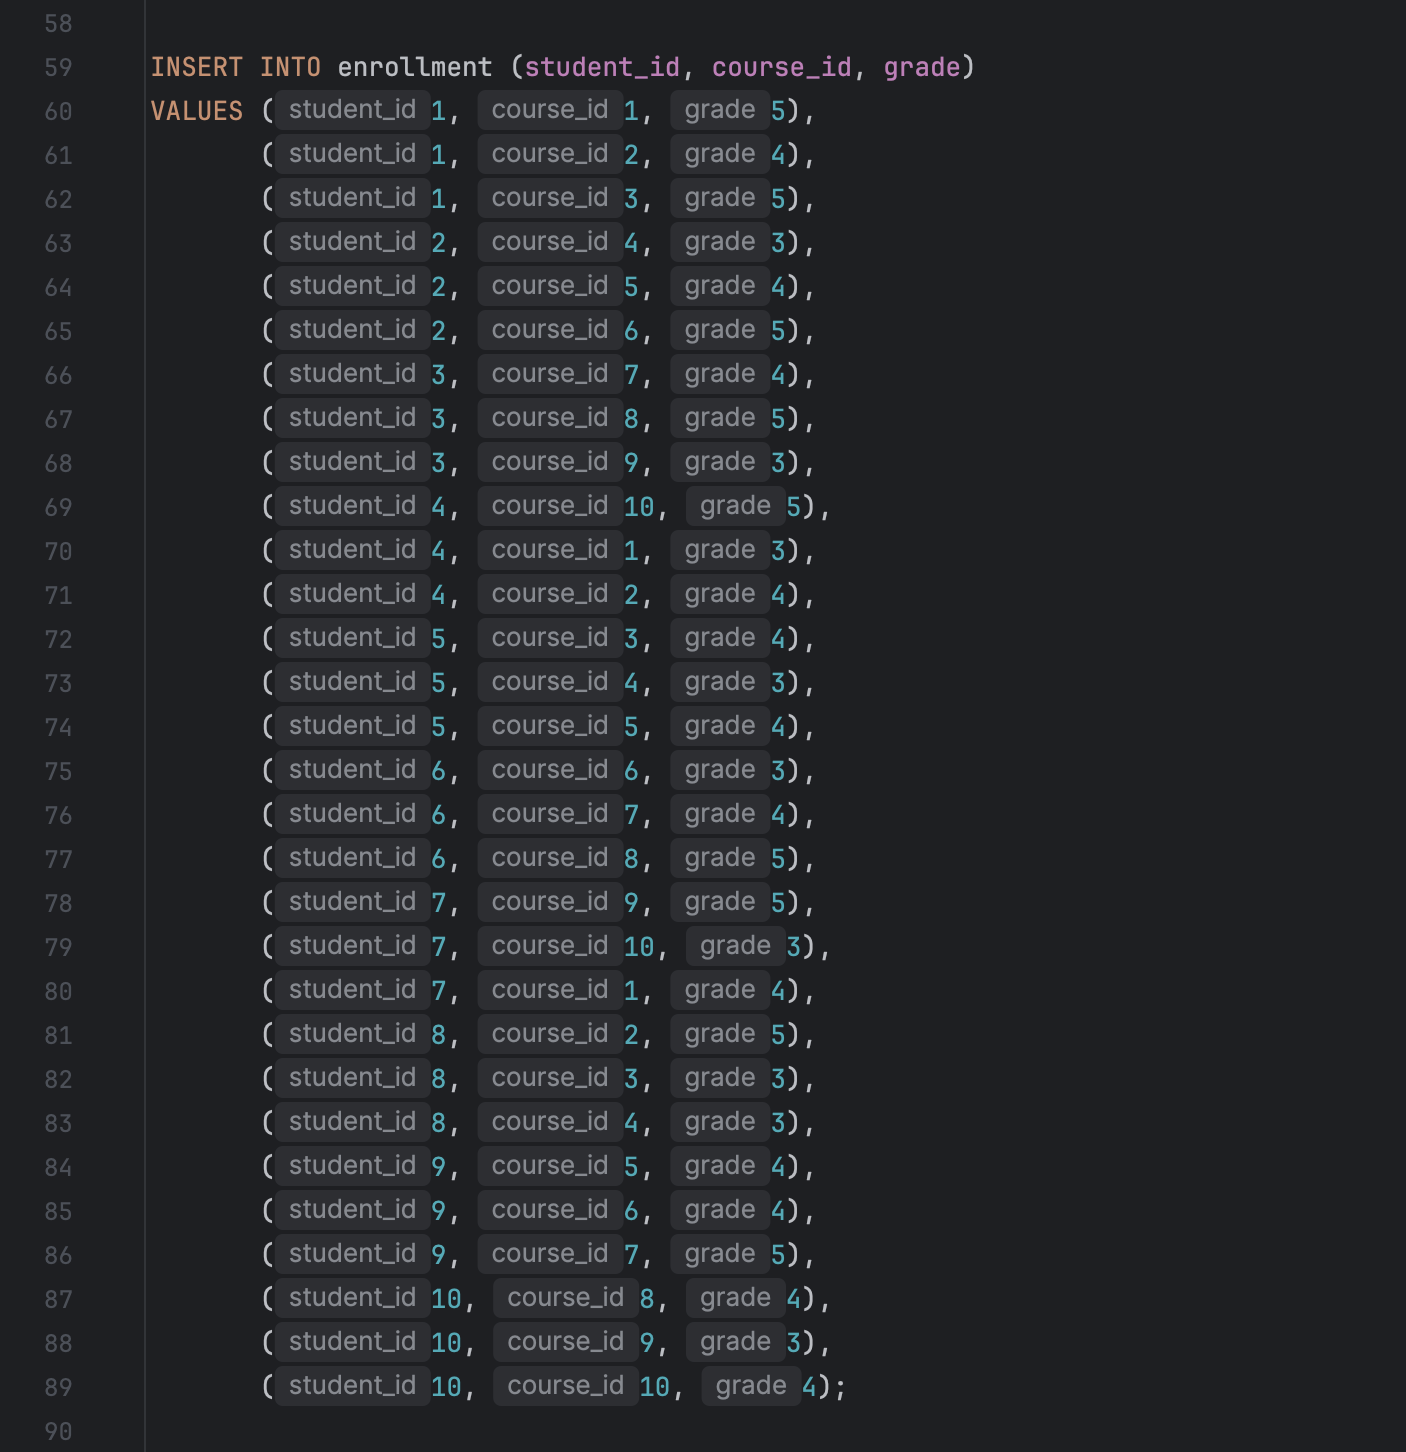 58
59 INSERT INTO enrollment (student_id, course_id, grade)
60 VALUES ( student_id 1, course_id 1, grade 5),
61 ( student_id 1, course_id 2, grade 4),
62 ( student_id 1, course_id 3, grade 5),
63 ( student_id 2, course_id 4, grade 3),
64 ( student_id 2, course_id 5, grade 4),
65 ( student_id 2, course_id 6, grade 5),
66 ( student_id 3, course_id 7, grade 4),
67 ( student_id 3, course_id 8, grade 5),
68 ( student_id 3, course_id 9, grade 3),
69 ( student_id 4, course_id 10, grade 5),
70 ( student_id 4, course_id 1, grade 3),
71 ( student_id 4, course_id 2, grade 4),
72 ( student_id 5, course_id 3, grade 4),
73 ( student_id 5, course_id 4, grade 3),
74 ( student_id 5, course_id 5, grade 4),
75 ( student_id 6, course_id 6, grade 3),
76 ( student_id 6, course_id 7, grade 4),
77 ( student_id 6, course_id 8, grade 5),
78 ( student_id 7, course_id 9, grade 5),
79 ( student_id 7, course_id 10, grade 3),
80 ( student_id 7, course_id 1, grade 4),
81 ( student_id 8, course_id 2, grade 5),
82 ( student_id 8, course_id 3, grade 3),
83 ( student_id 8, course_id 4, grade 3),
84 ( student_id 9, course_id 5, grade 4),
85 ( student_id 9, course_id 6, grade 4),
86 ( student_id 9, course_id 7, grade 5),
87 ( student_id 10, course_id 8, grade 4),
88 ( student_id 10, course_id 9, grade 3),
89 ( student_id 10, course_id 10, grade 4);
90